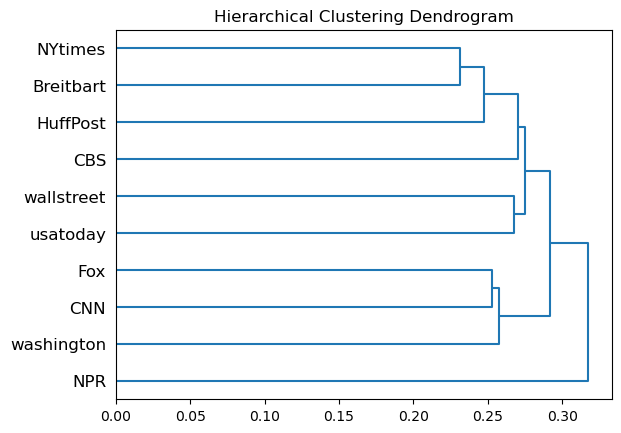 Hierarchical Clustering Dendrogram
NYtimes
Breitbart
HuffPost
CBS
wallstreet
usatoday
Fox
CNN
washington
NPR
0.00 0.05 0.10 0.15 0.20 0.25 0.30